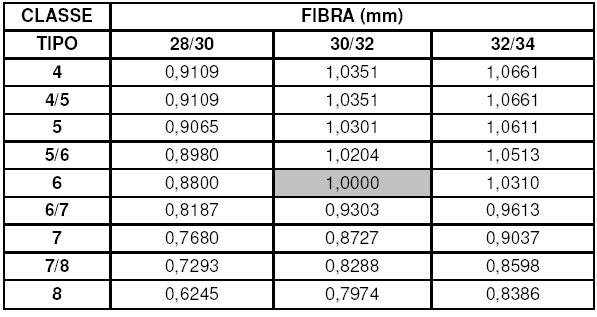 CLASSE FIBRA (mm)
TIPO 28/30 30/32 32/34
4 0,9109 1,0351 1,0661
4/5 0,9109 1,0351 1,0661
5 0,9065 1,0301 1,0611
5/6 0,8980 1,0204 1,0513
6 0,8800 1,0000 1,0310
6/7 0,8187 0,9303 0,9613
7 0,7680 0,8727 0,9037
7/8 0,7293 0,8288 0,8598
8 0,6245 0,7974 0,8386